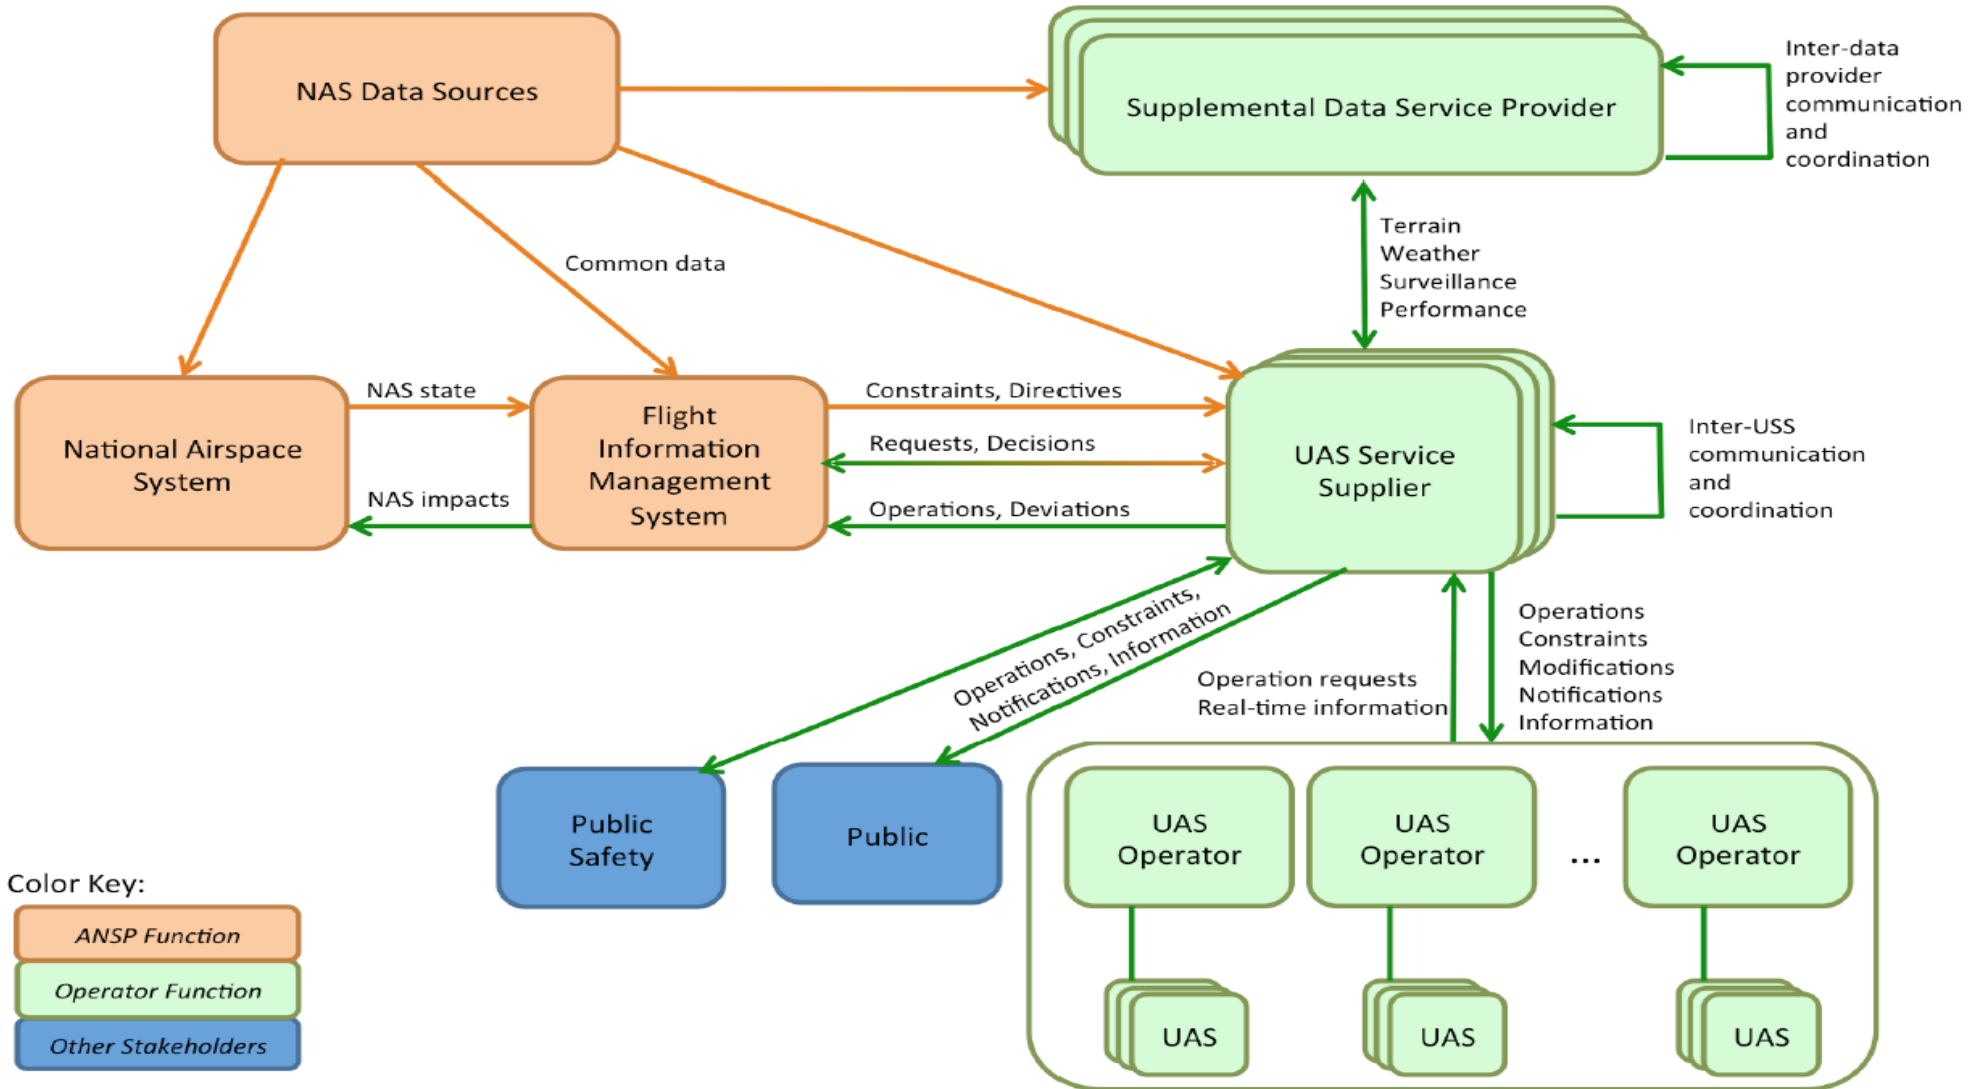 NAS Data Sources
Supplemental Data Service Provider
Inter-data
provider
communication
and
coordination
Terrain
Weather
Surveillance
Performance
Common data
National Airspace
System
NAS state
NAS impacts
Flight
Information
Management
System
Constraints, Directives
Requests, Decisions
Operations, Deviations
UAS Service
Supplier
Inter-USS
communication
and
coordination
Operations, Constraints,
Notifications, Information
Operation requests
Real-time information
Operations
Constraints
Modifications
Notifications
Information
Public
Safety
Public
UAS
Operator
UAS
Operator
...
UAS
Operator
UAS
UAS
UAS
Color Key:
ANSP Function
Operator Function
Other Stakeholders